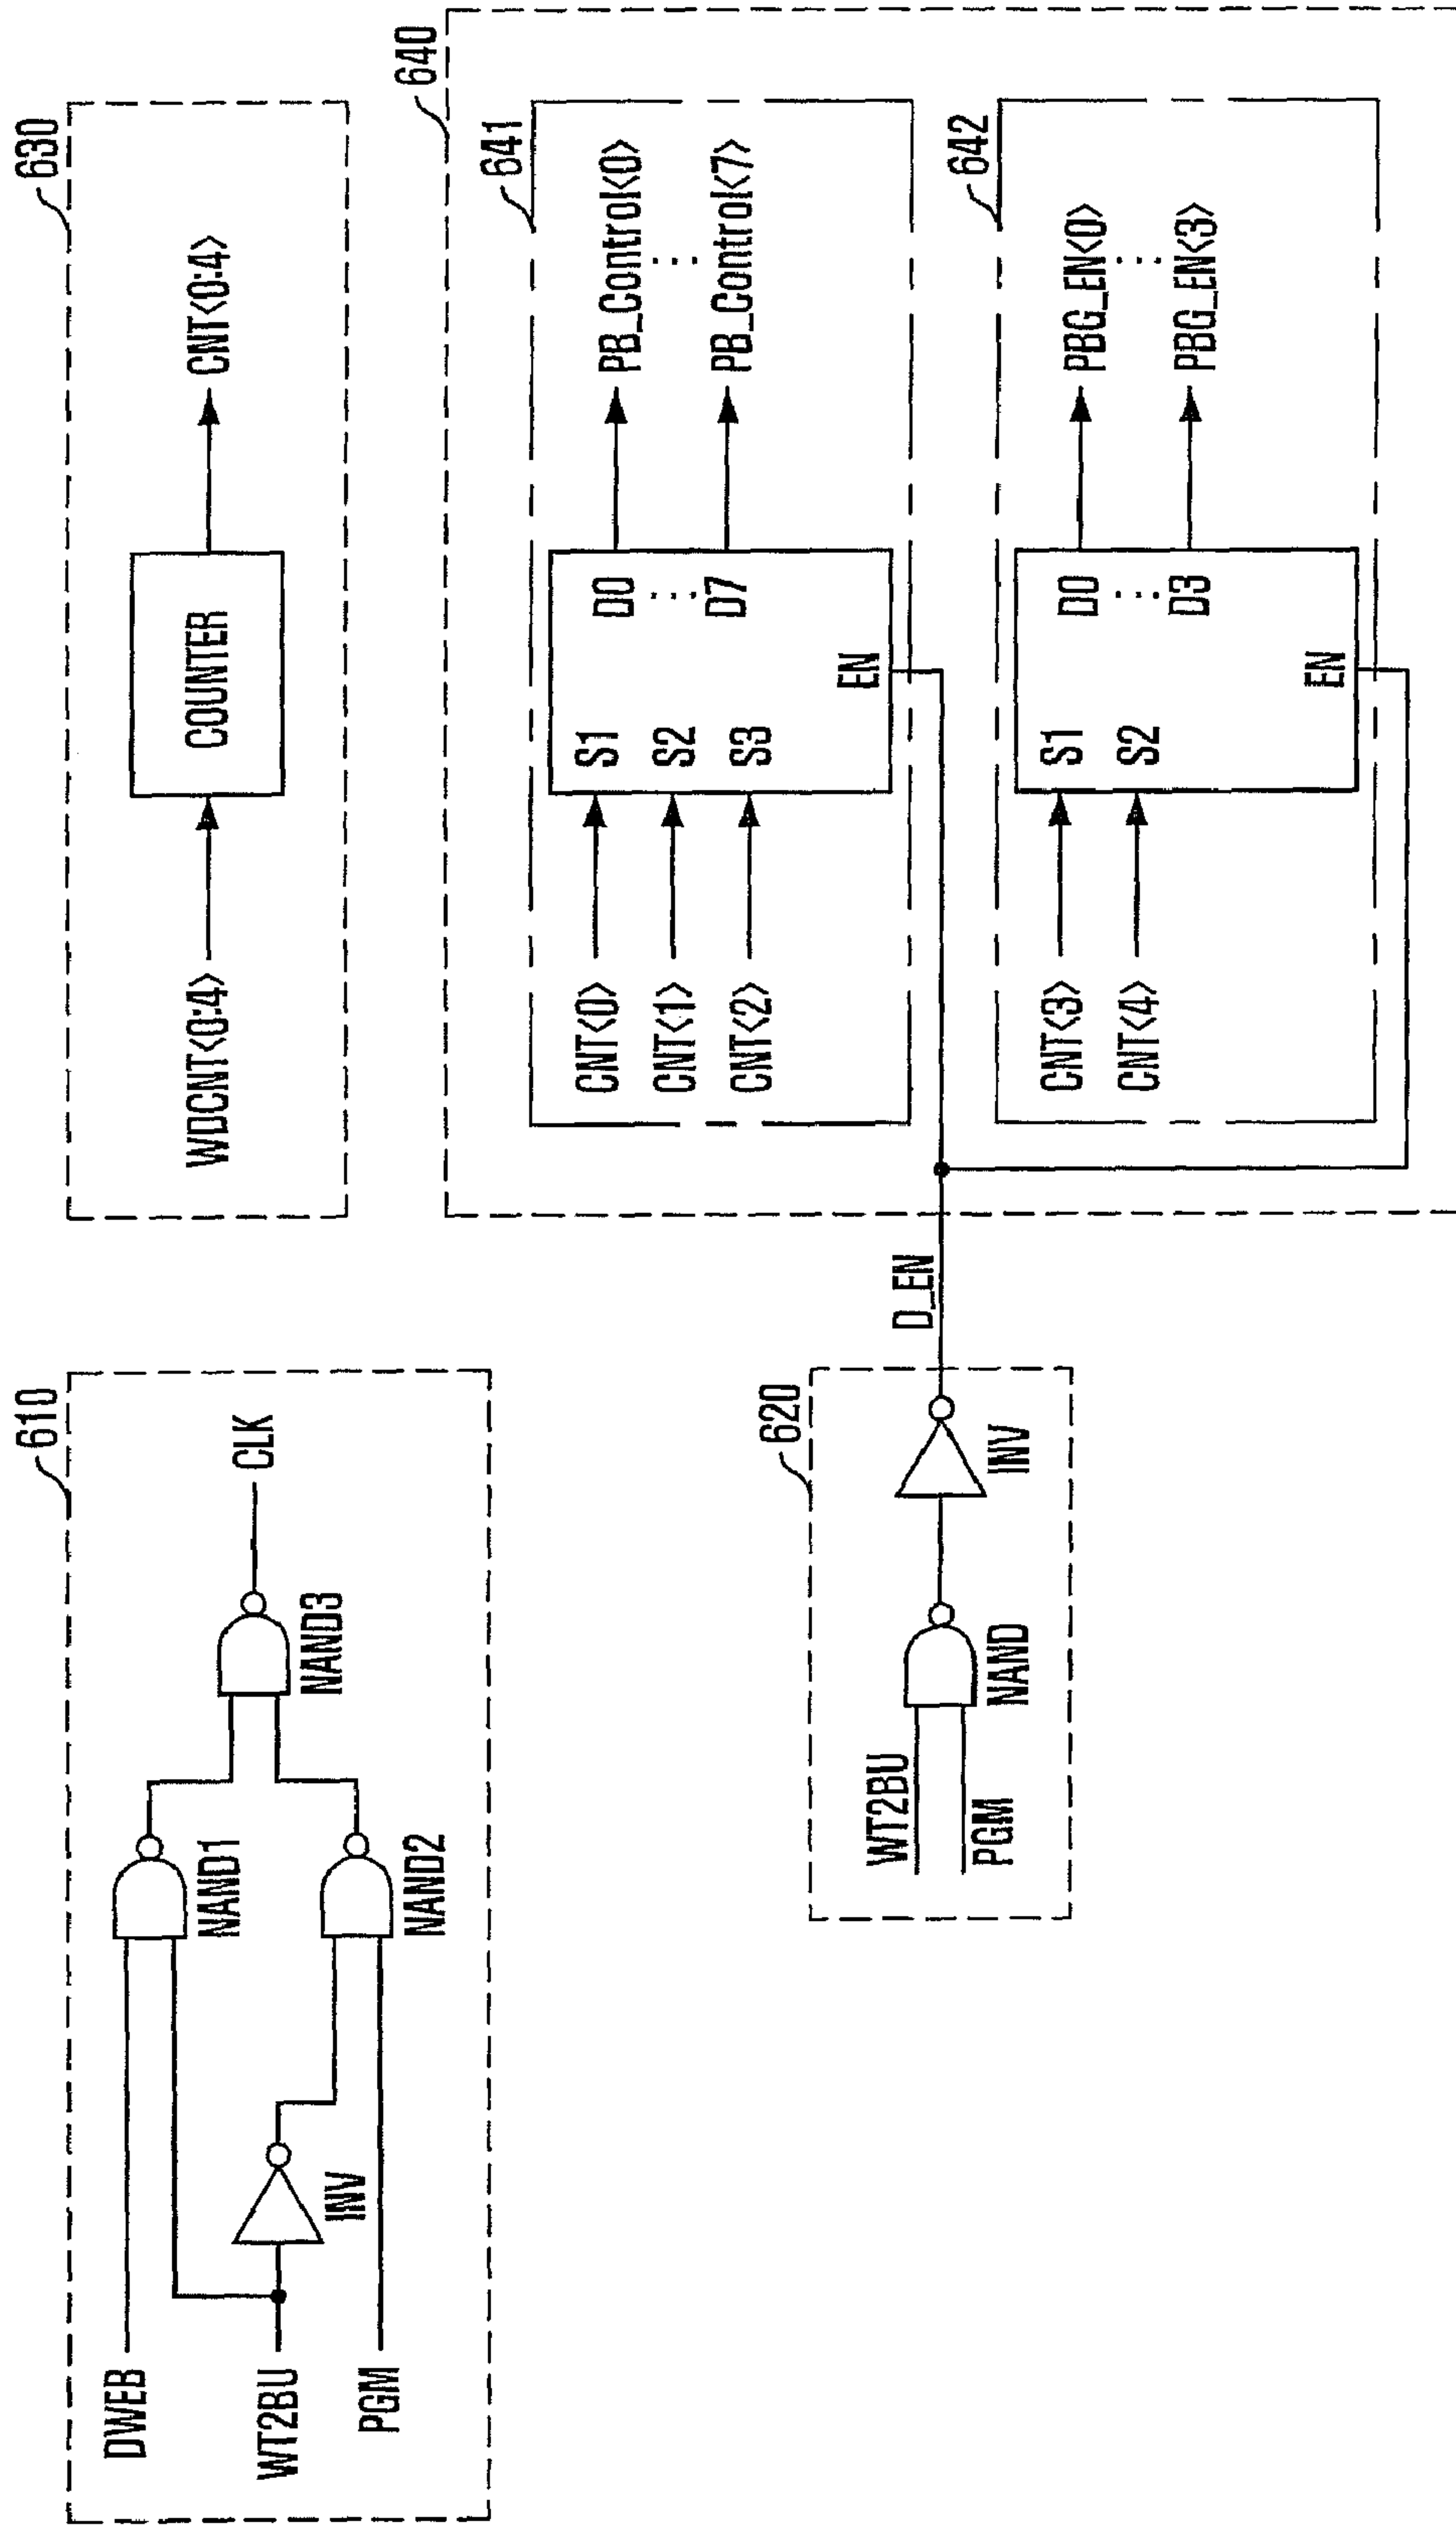 610
DWEB
WT2BU
PGM
INV
NAND1
NAND2
NAND3
CLK
630
WDCNT<0:4>
COUNTER
CNT<0:4>
620
WT2BU
PGM
NAND
INV
D_EN
640
641
CNT<0>
CNT<1>
CNT<2>
S1
S2
S3
D0
D7
EN
PB_Control<0>
PB_Control<7>
642
CNT<3>
CNT<4>
S1
S2
D0
D3
EN
PBG_EN<0>
PBG_EN<3>